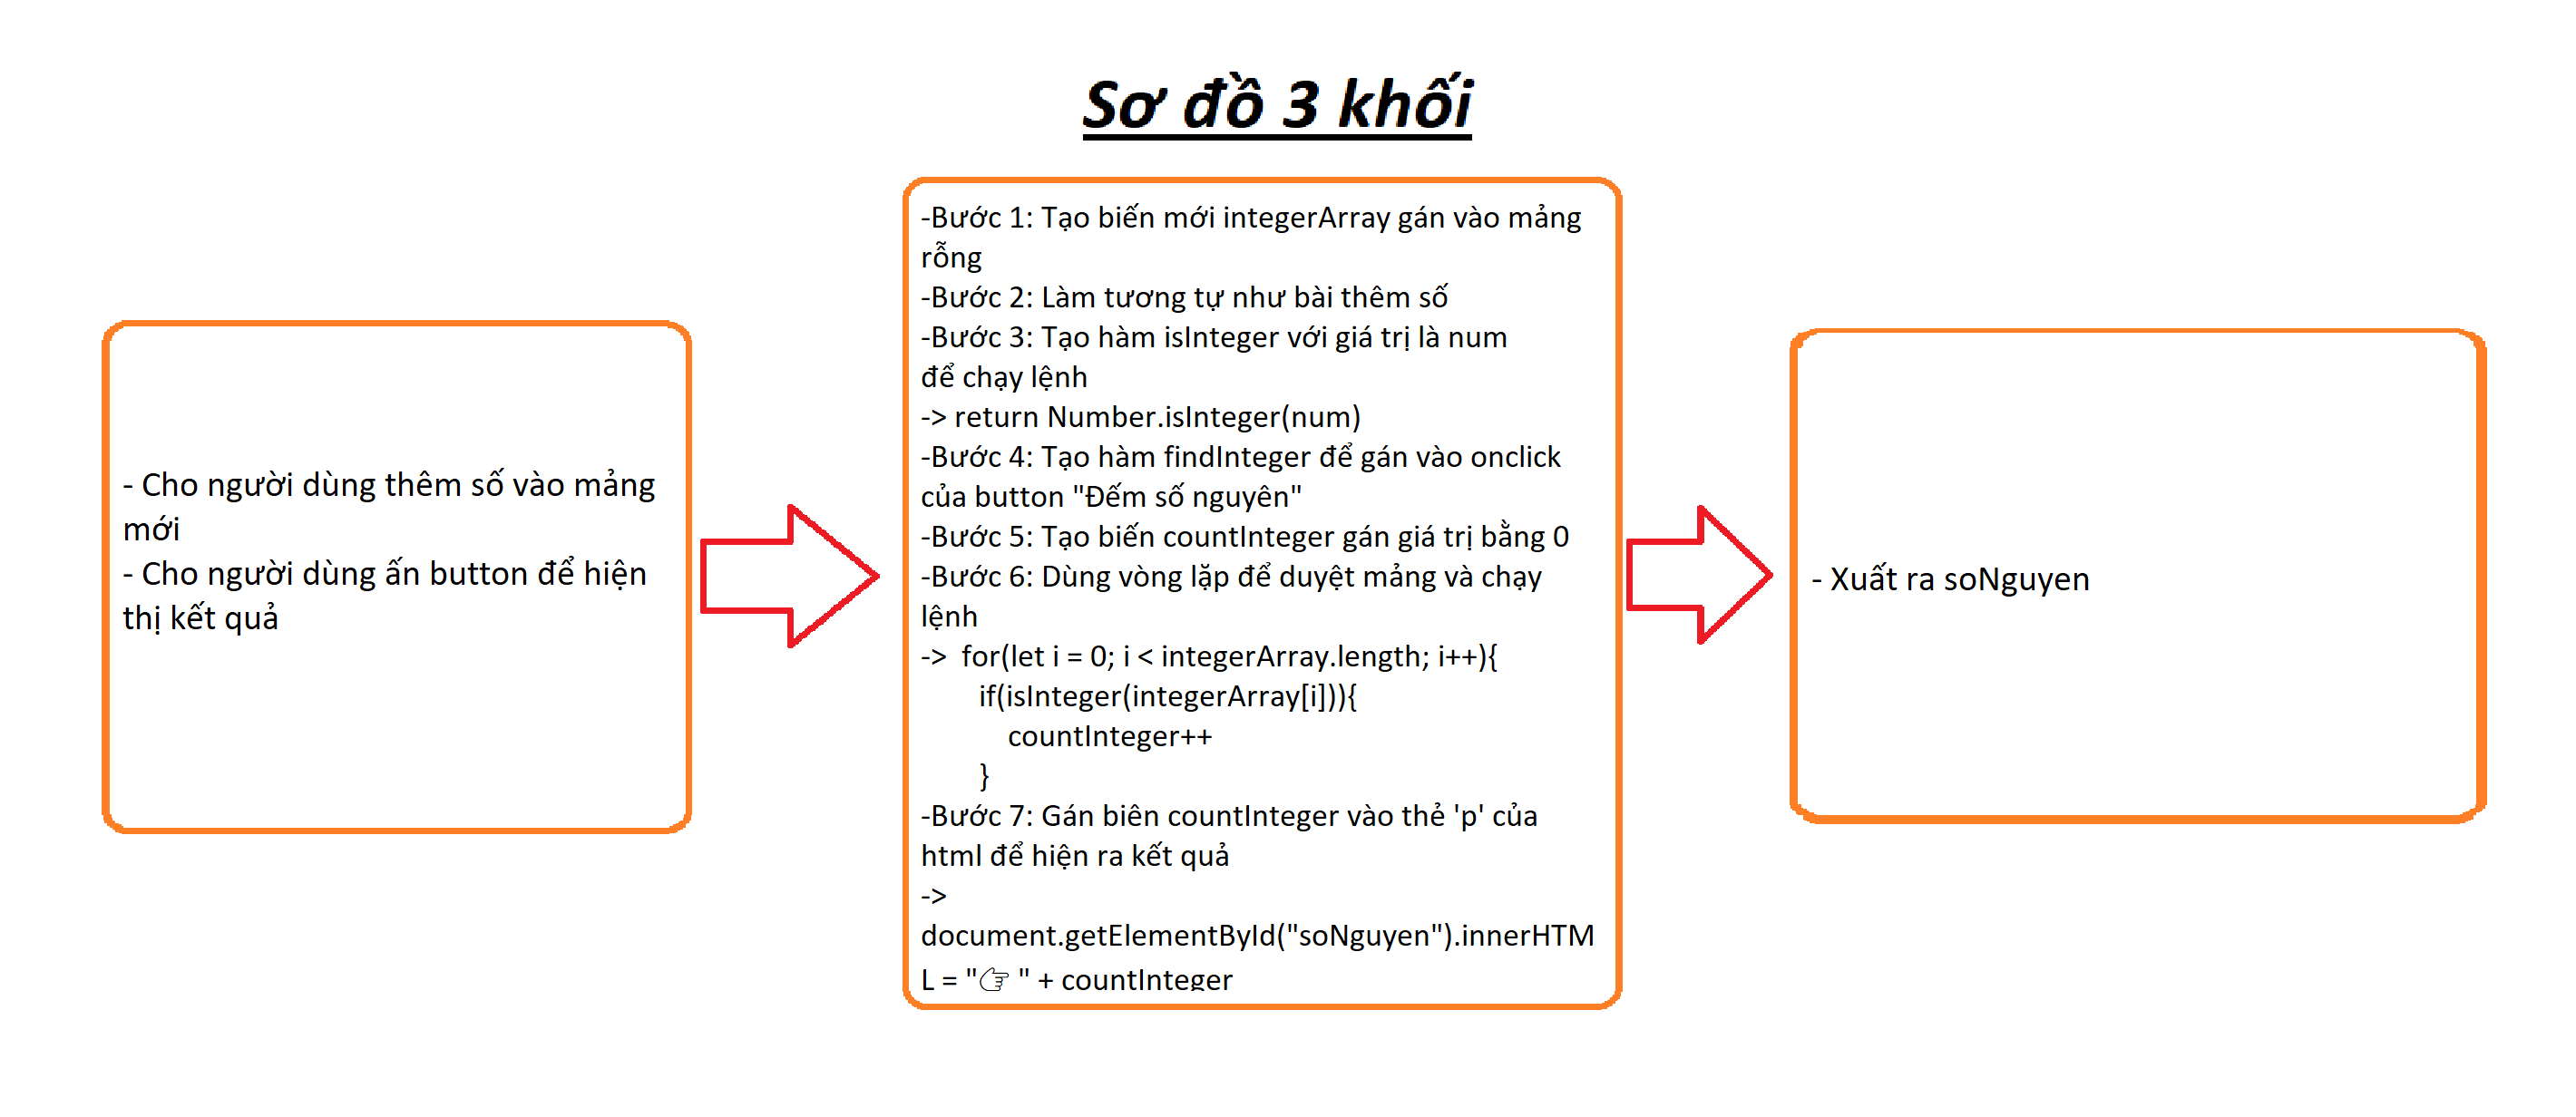 Sơ đồ 3 khối
- Cho người dùng thêm số vào mảng
mới
- Cho người dùng ấn button để hiện
thị kết quả
-Bước 1: Tạo biến mới integerArray gán vào mảng
rỗng
-Bước 2: Làm tương tự như bài thêm số
-Bước 3: Tạo hàm isInteger với giá trị là num
để chạy lệnh
-> return Number.isInteger(num)
-Bước 4: Tạo hàm findInteger để gán vào onclick
của button "Đếm số nguyên"
-Bước 5: Tạo biến countInteger gán giá trị bằng 0
-Bước 6: Dùng vòng lặp để duyệt mảng và chạy
lệnh
-> for(let i = 0; i < integerArray.length; i++){
if(isInteger(integerArray[i])){
countInteger++
}
-Bước 7: Gán biên countInteger vào thẻ 'p' của
html để hiện ra kết quả
->
document.getElementById("soNguyen").innerHTM
L = "👉 " + countInteger
- Xuất ra soNguyen